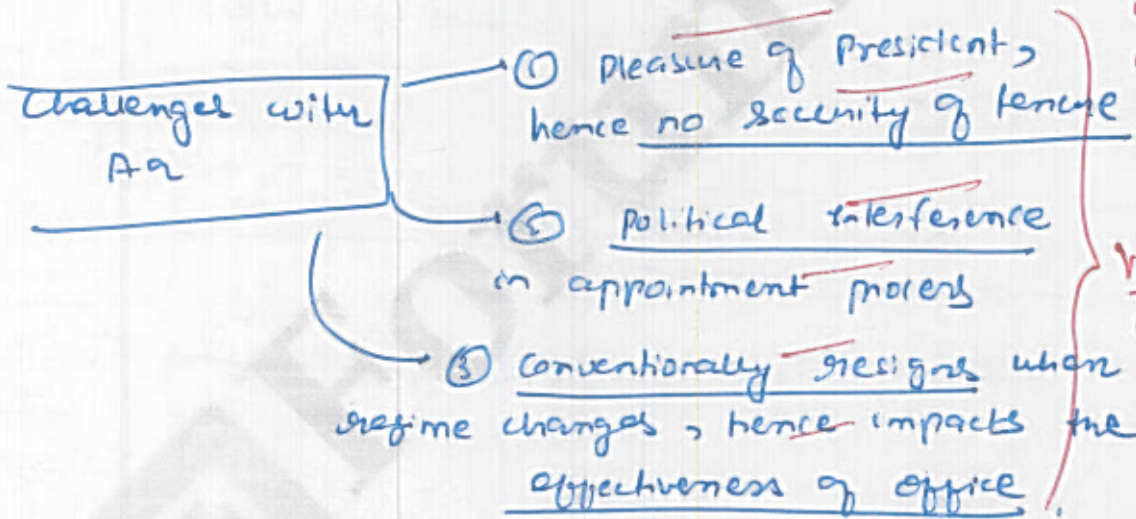 Challenges with
AG
① pleasure of President,
hence no security of tenure
② political interference
in appointment process
③ conventionally resigns when
regime changes, hence impacts the
effectiveness of office.